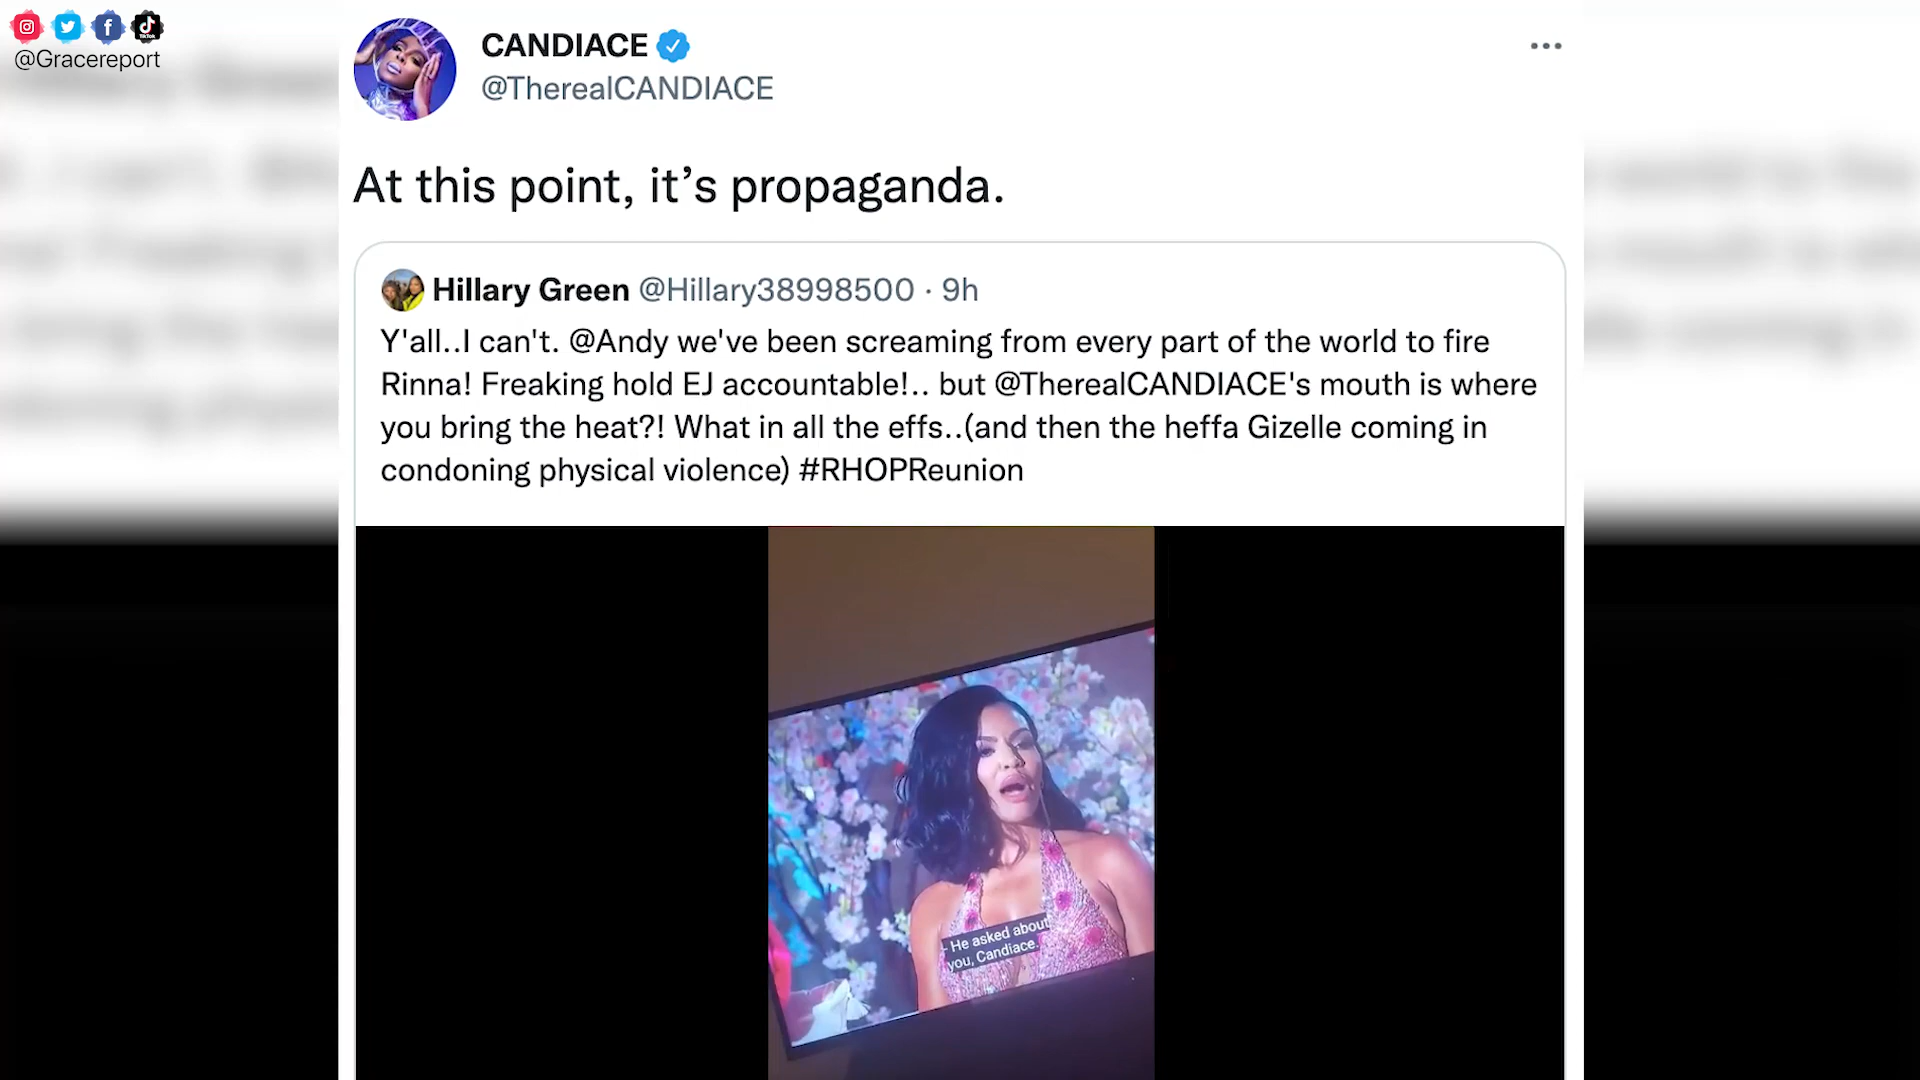 @Gracereport
CANDIACE
@TherealCANDIACE
At this point, it’s propaganda.
Hillary Green @Hillary38998500 · 9h
Y'all..I can't. @Andy we've been screaming from every part of the world to fire
Rinna! Freaking hold EJ accountable!.. but @TherealCANDIACE's mouth is where
you bring the heat?! What in all the effs..(and then the heffa Gizelle coming in
condoning physical violence) #RHOPReunion
- He asked about
you, Candiace.